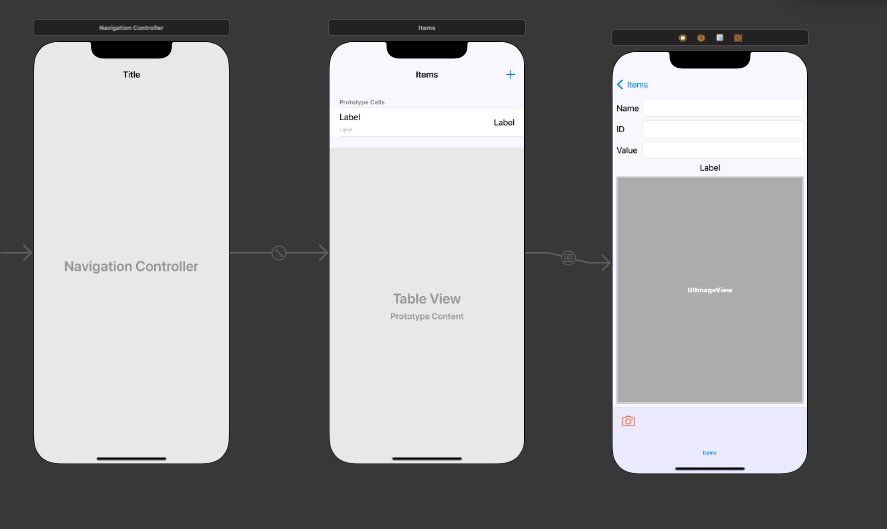 Navigation Controller
Title
Navigation Controller
Items
Items
Prototype Cells
Label
Label
Label
Table View
Prototype Content
Items
Name
ID
Value
Label
UIImageView
Items